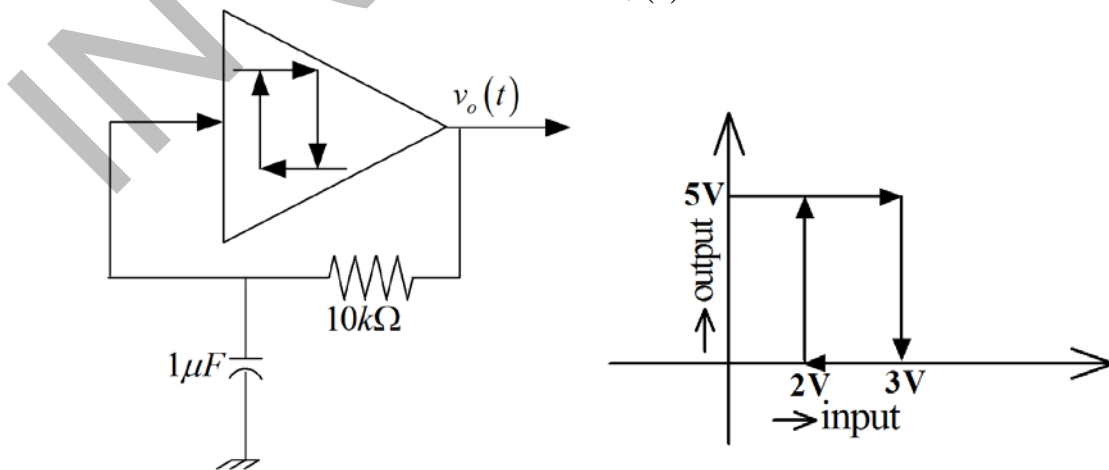 v_o(t)
10kΩ
1μF
5V
output
2V
3V
input